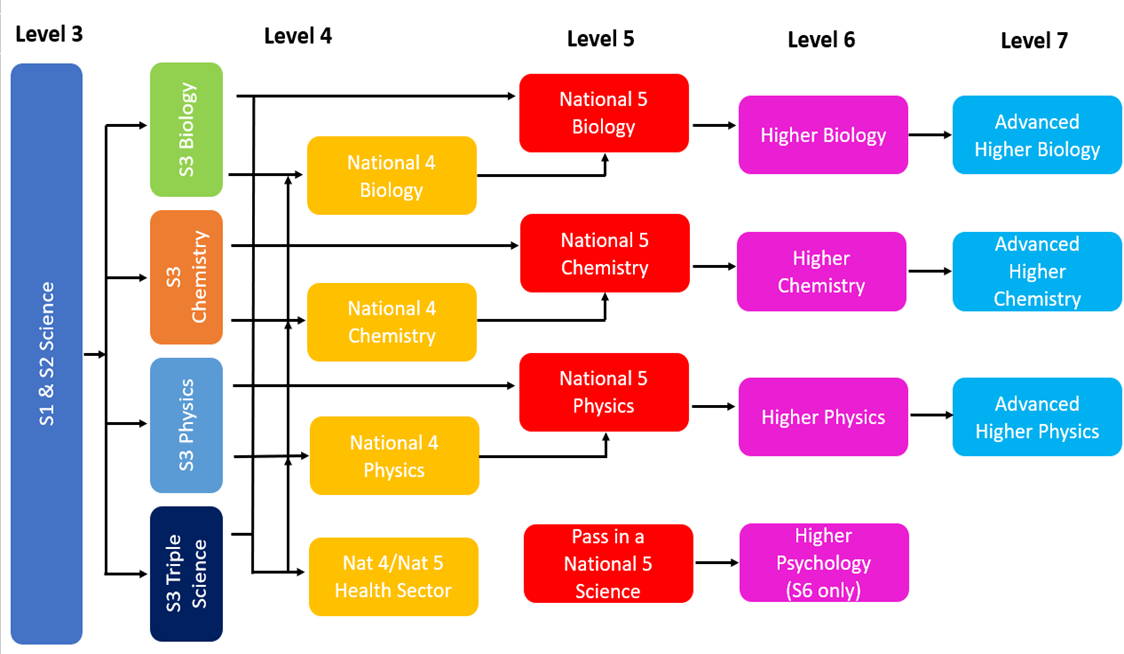 Level 3
Level 4
Level 5
Level 6
Level 7
S1 & S2 Science
S3 Biology
S3
Chemistry
S3 Physics
S3 Triple
Science
National 4
Biology
National 4
Chemistry
National 4
Physics
Nat 4/Nat 5
Health Sector
National 5
Biology
National 5
Chemistry
National 5
Physics
Pass in a
National 5
Science
Higher Biology
Higher
Chemistry
Higher Physics
Higher
Psychology
(S6 only)
Advanced
Higher Biology
Advanced
Higher
Chemistry
Advanced
Higher Physics